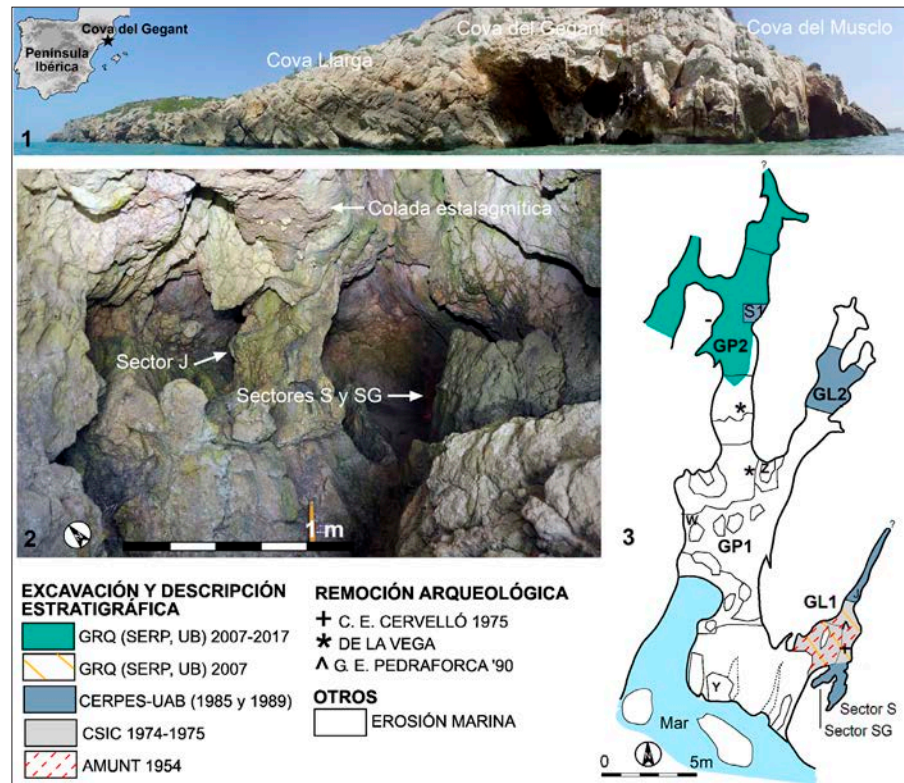 Cova del Gegant
Península
Ibérica
Cova Llarga
Cova del Gegant
Cova del Musclo
1
Colada estalagmítica
Sector J
Sectores S y SG
1 m
2
?
S1
GP2
GL2
*
*
Z
W
GP1
3
?
J
GL1
+
Y
Mar
Sector S
Sector SG
0
5m
EXCAVACIÓN Y DESCRIPCIÓN
ESTRATIGRÁFICA
GRQ (SERP, UB) 2007-2017
GRQ (SERP, UB) 2007
CERPES-UAB (1985 y 1989)
CSIC 1974-1975
AMUNT 1954
REMOCIÓN ARQUEOLÓGICA
+ C. E. CERVELLÓ 1975
* DE LA VEGA
^ G. E. PEDRAFORCA '90
OTROS
EROSIÓN MARINA